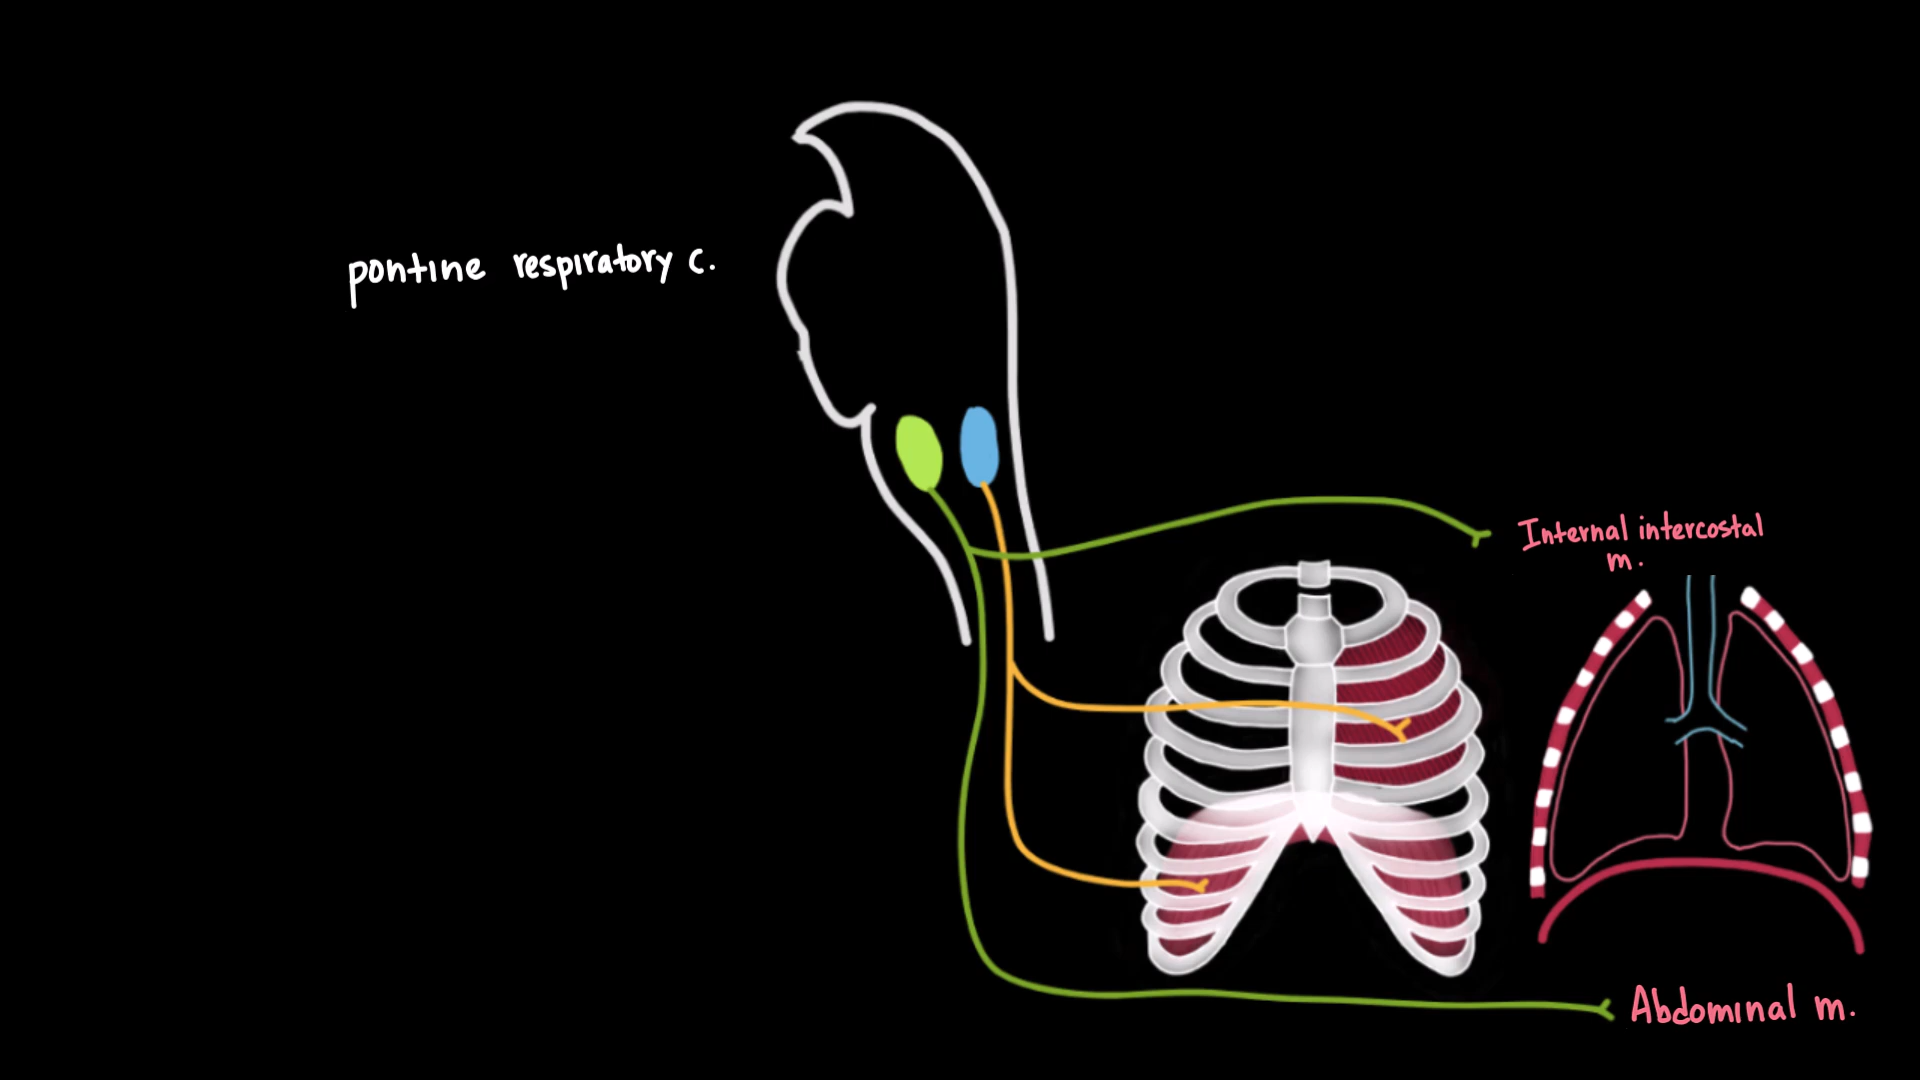 pontine respiratory c.
Internal intercostal
m.
Abdominal m.